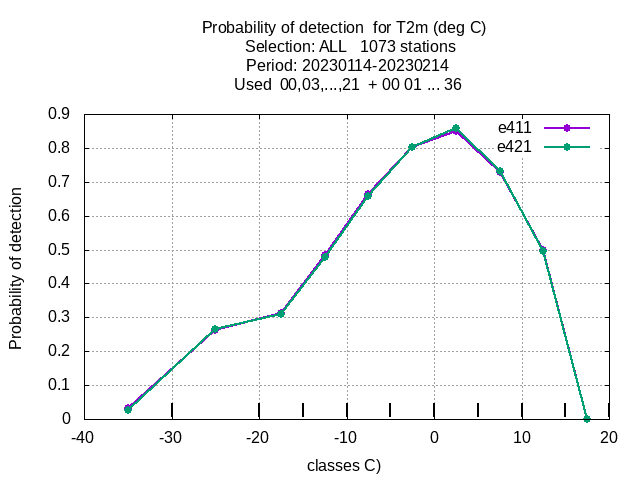 Probability of detection  for T2m (deg C)
Selection: ALL   1073 stations
Period: 20230114-20230214
Used  00,03,...,21  + 00 01 ... 36
Probability of detection
0.9
0.8
0.7
0.6
0.5
0.4
0.3
0.2
0.1
0
e411
e421
-40 -30 -20 -10 0 10 20
classes C)